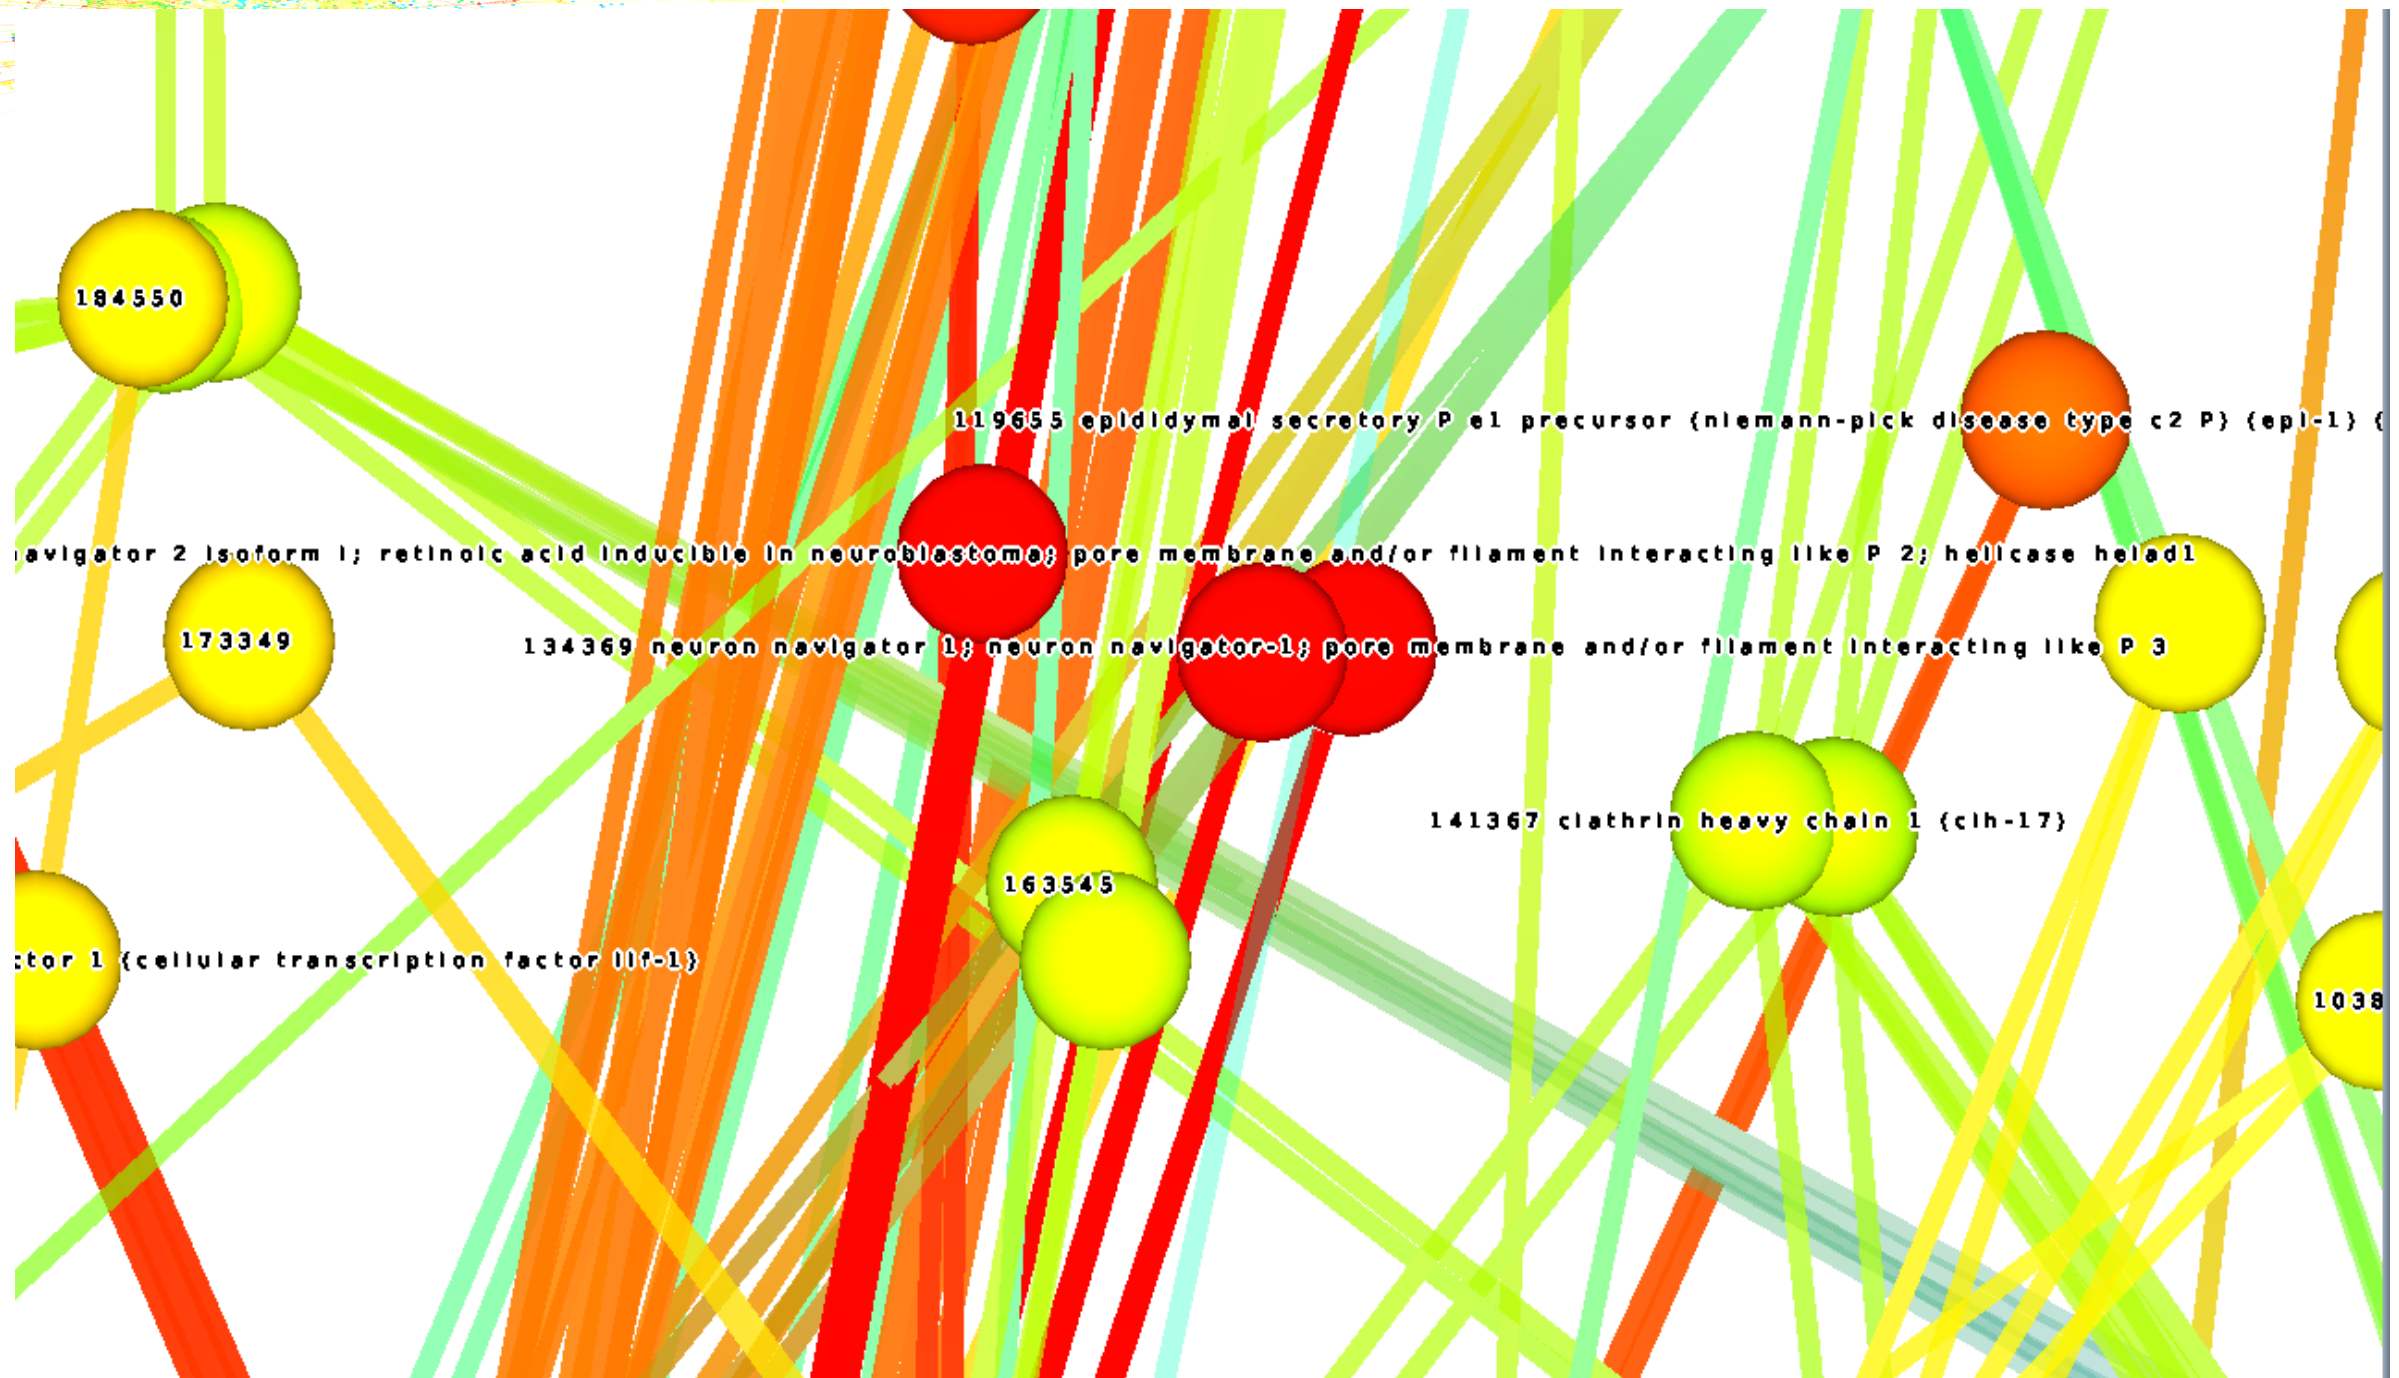 184550
119655 epididymal secretory P e1 precursor {niemann-pick disease type c2 P} {epi-1} {
avigator 2 isoform i; retinoic acid inducible in neuroblastoma; pore membrane and/or filament interacting like P 2; helicase helad1
173349
134369 neuron navigator 1; neuron navigator-1; pore membrane and/or filament interacting like P 3
141367 clathrin heavy chain 1 {clh-17}
163545
ctor 1 {cellular transcription factor iif-1}
1038